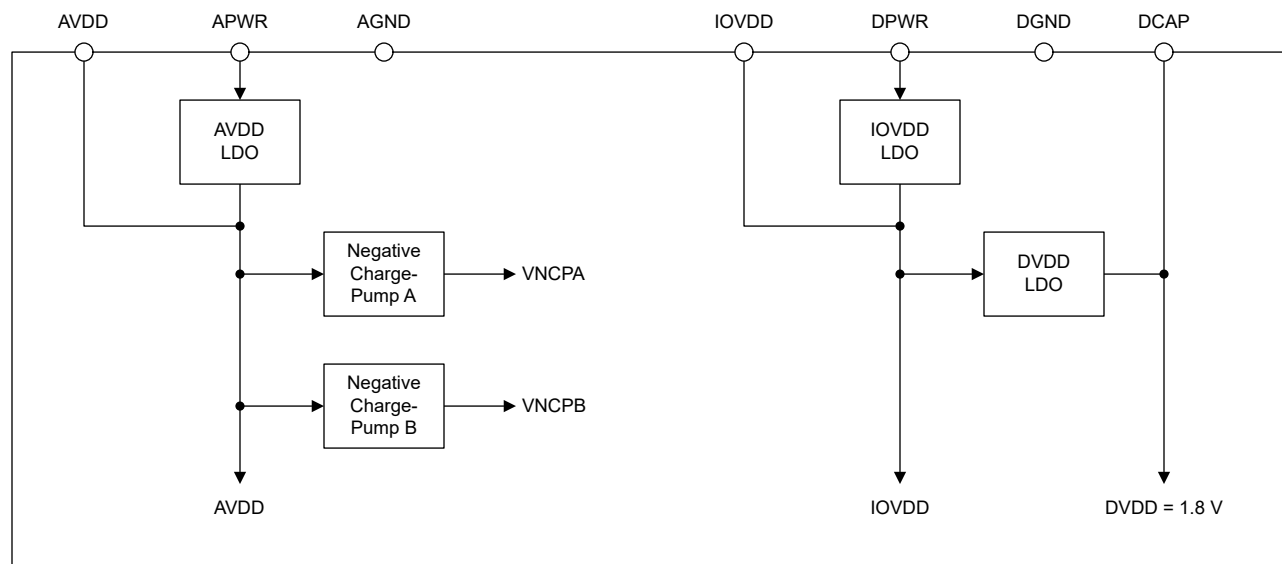 AVDD
APWR
AGND
IOVDD
DPWR
DGND
DCAP
AVDD
LDO
IOVDD
LDO
Negative
Charge-
Pump A
VNCPA
DVDD
LDO
Negative
Charge-
Pump B
VNCPB
AVDD
IOVDD
DVDD = 1.8 V